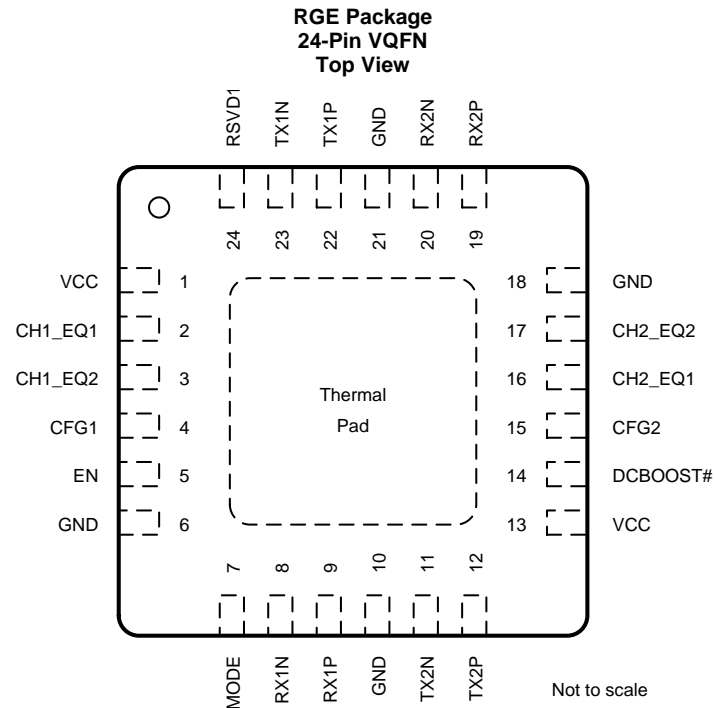 RGE Package
24-Pin VQFN
Top View
RSVD1
TX1N
TX1P
GND
RX2N
RX2P
24
23
22
21
20
19
VCC 1
CH1_EQ1 2
CH1_EQ2 3
CFG1 4
EN 5
GND 6
18 GND
17 CH2_EQ2
16 CH2_EQ1
15 CFG2
14 DCBOOST#
13 VCC
Thermal
Pad
7
8
9
10
11
12
MODE
RX1N
RX1P
GND
TX2N
TX2P
Not to scale